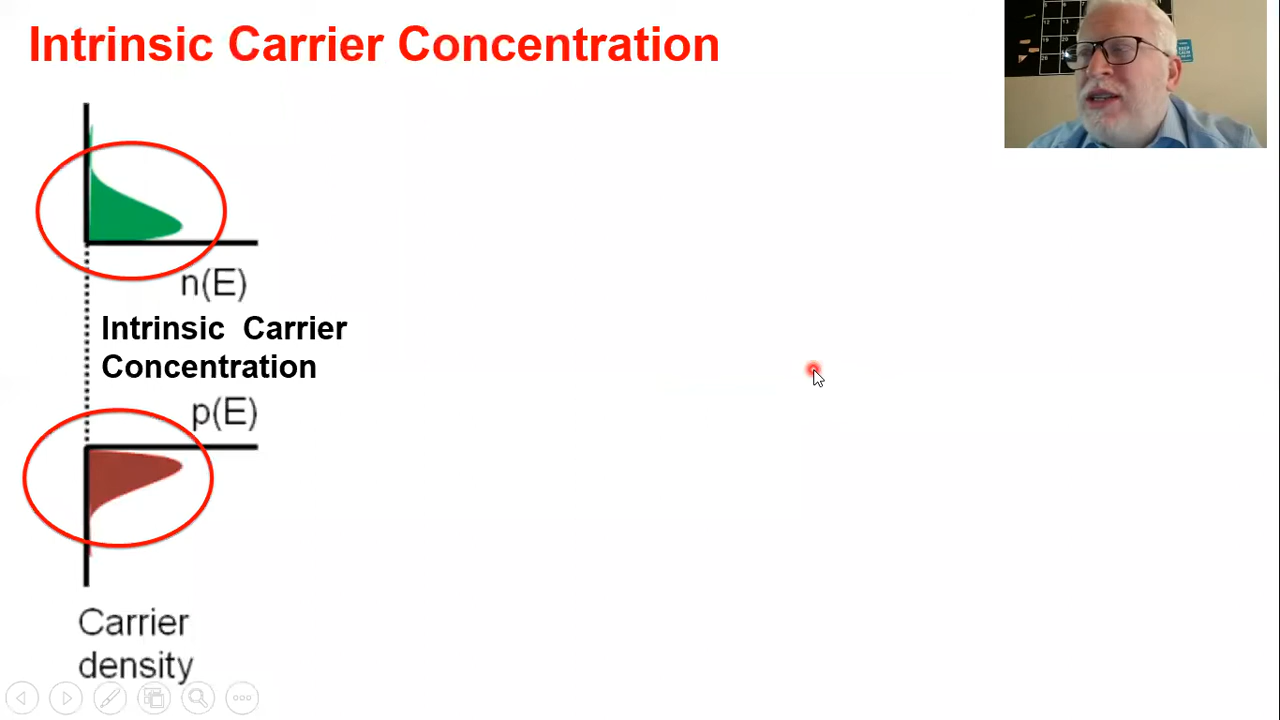 Intrinsic Carrier Concentration
n(E)
Intrinsic Carrier
Concentration
p(E)
Carrier
density